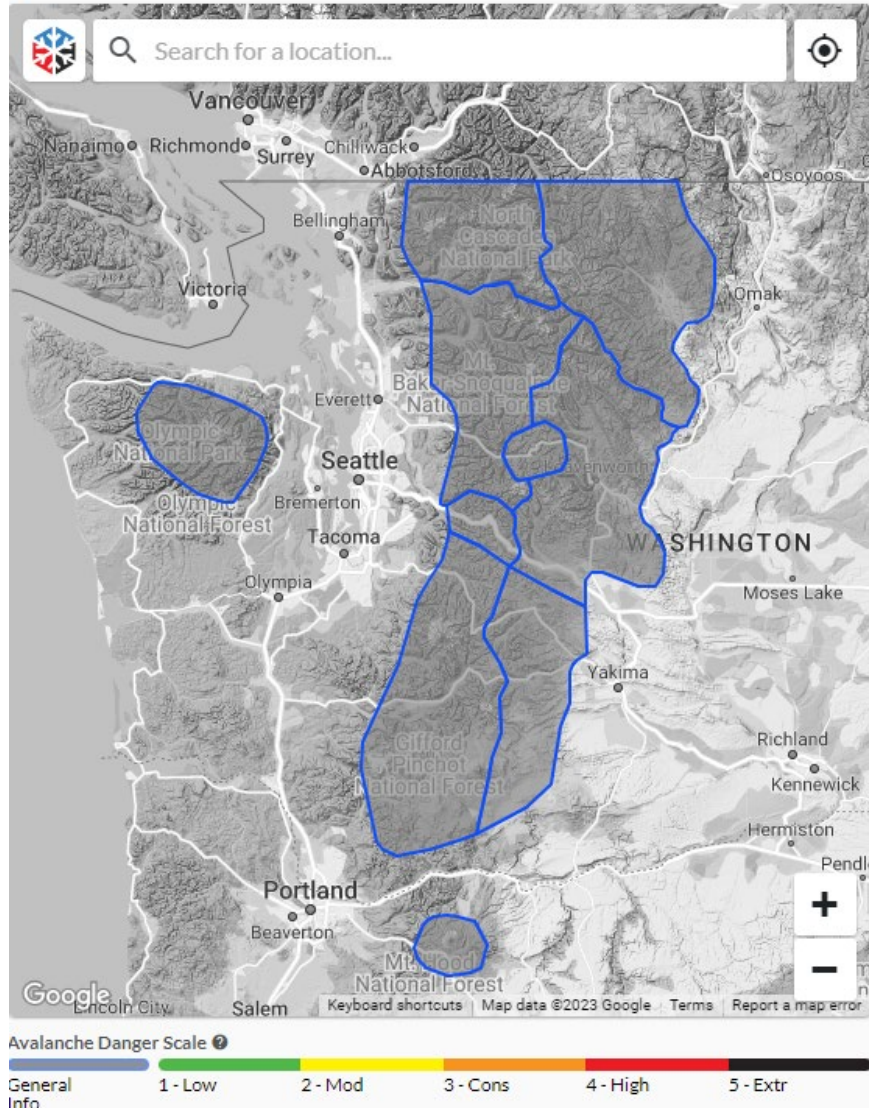 Search for a location...
Vancouver
Nanaimo
Richmond
Surrey
Chilliwack
Abbotsford
Osoyoos
Bellingham
North
Cascade
National Park
Victoria
Omak
Mt.
Bak
Snoqualmie
National Forest
Everett
Olympic
National Park
Seattle
Leavenworth
Bremerton
Olympic
National Forest
Tacoma
WASHINGTON
Olympia
Moses Lake
Yakima
Gifford
Pinchot
National Forest
Richland
Kennewick
Hermiston
Pendle
Portland
Beaverton
+
−
Mt. Hood
National Forest
Google
Lincoln City
Salem
Keyboard shortcuts
Map data ©2023 Google
Terms
Report a map error
Avalanche Danger Scale ?
General
Info
1 - Low
2 - Mod
3 - Cons
4 - High
5 - Extr